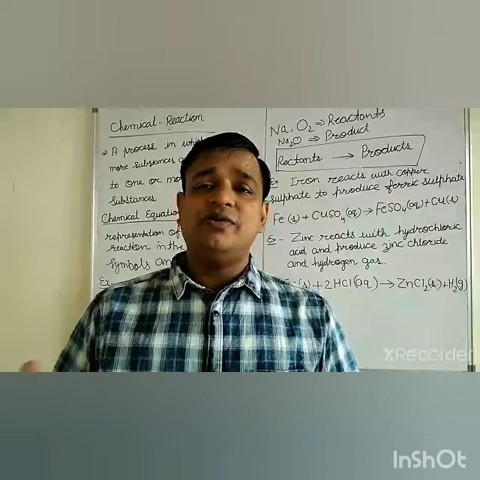 Chemical-Reaction
→ A process in which
more substances
to one or mo
Substances.
Chemical Equation
representation of
reaction in the
Symbols an
Ex-
Na, O2 ⇒ Reactants
Na2O ⇒ Product
Rectants → Products
Ex- Iron reacts with copper
sulphate to produce ferric sulphate
Fe(s) + CuSO4(aq) → FeSO4(aq) + Cu(s)
Ex- Zinc reacts with hydrochloric
acid and produce zinc chloride
and hydrogen gas.
(s) + 2HCl(aq) → ZnCl2(s) + H2(g)
XRecorder
InShOt